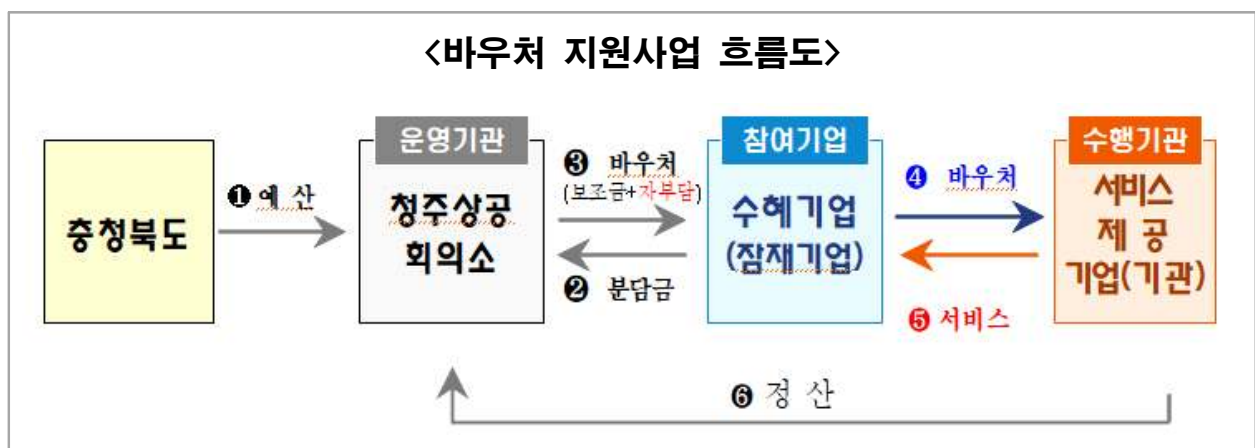 <바우처 지원사업 흐름도>
충청북도
❶예 산
운영기관
청주상공
회의소
❸ 바우처
(보조금+자부담)
❷ 분담금
참여기업
수혜기업
(잠재기업)
❹ 바우처
❺ 서비스
수행기관
서비스
제 공
기업(기관)
❻ 정 산